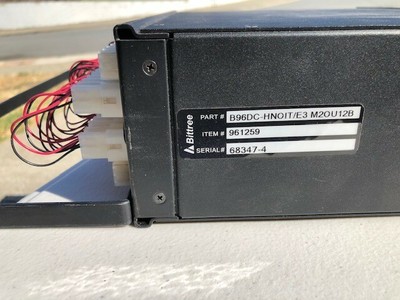 Bittree
PART # B96DC-HNOIT/E3 M2OU12B
ITEM # 961259
SERIAL# 68347-4